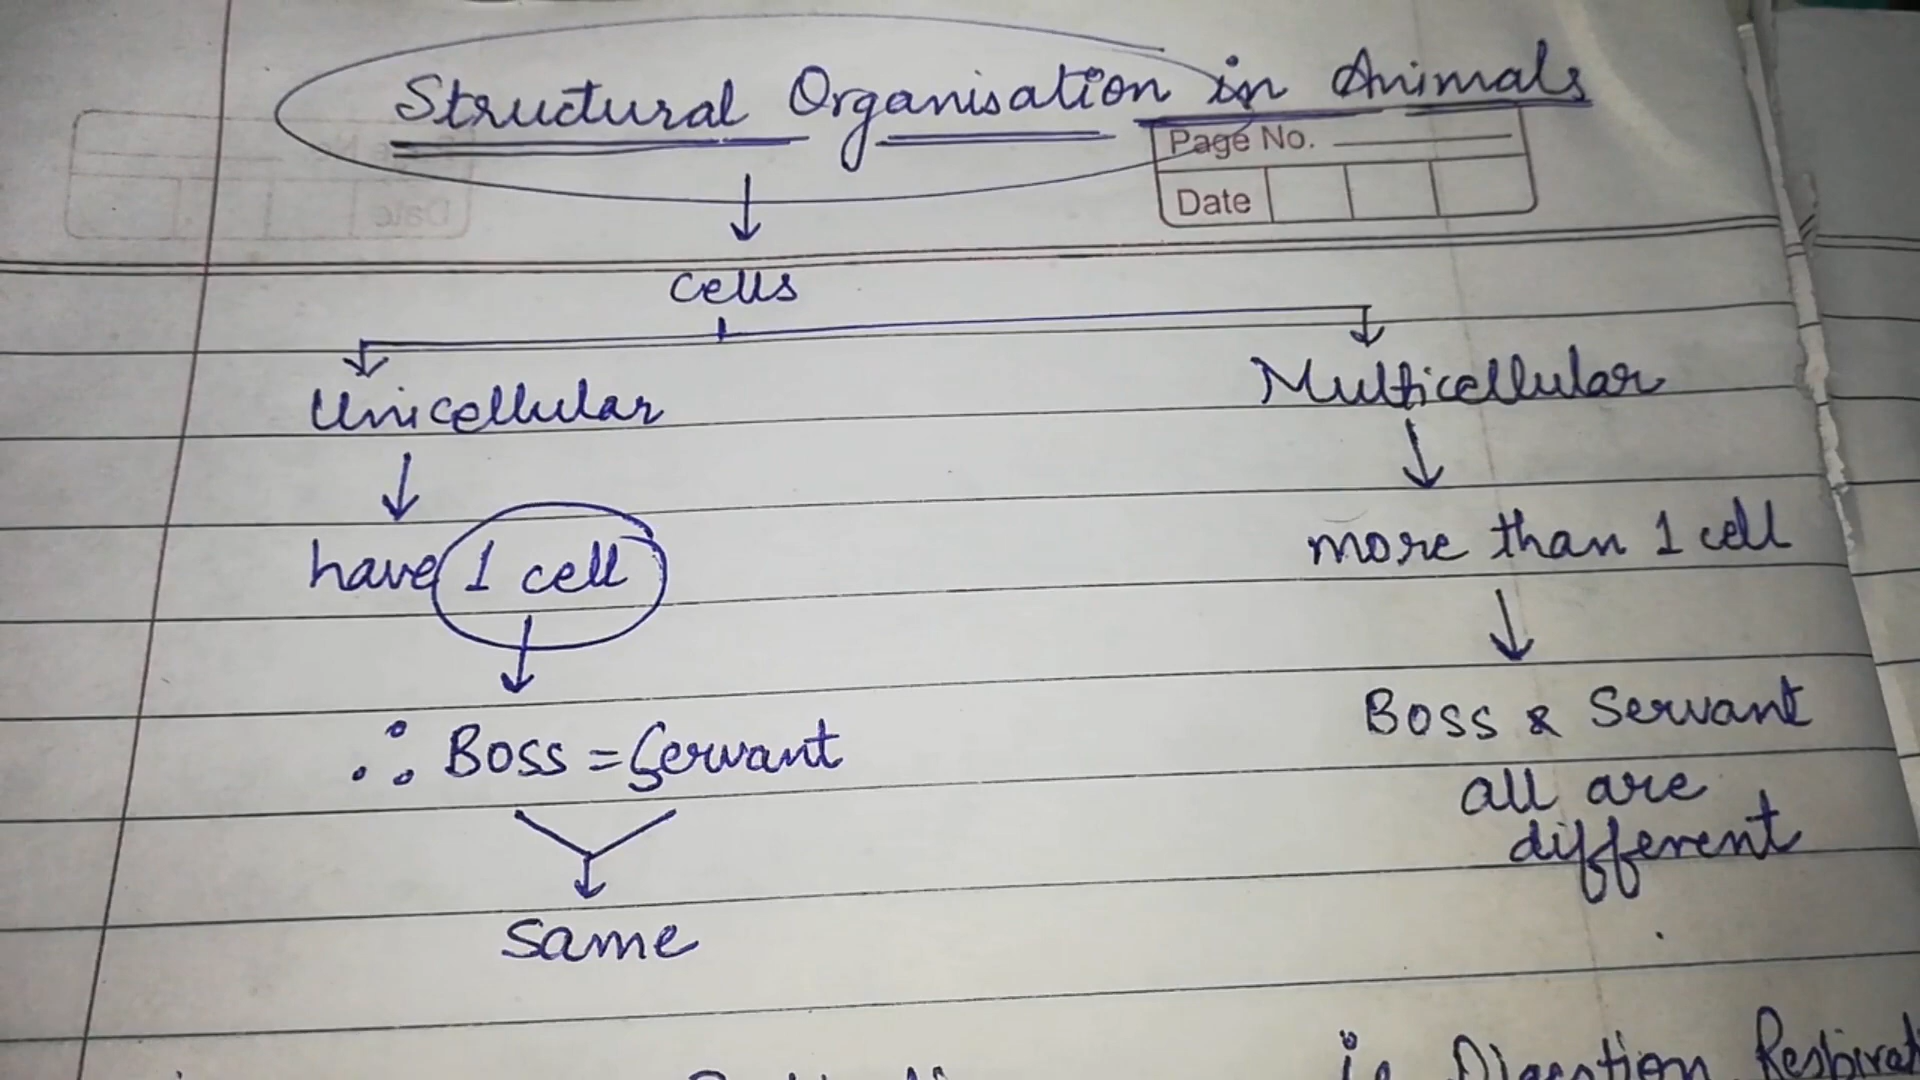 Structural Organisation in Animals
Page No.
Date
cells
Unicellular
Multicellular
have 1 cell
more than 1 cell
∴ Boss = Servant
Boss & Servant
all are
different
Same
Digestion